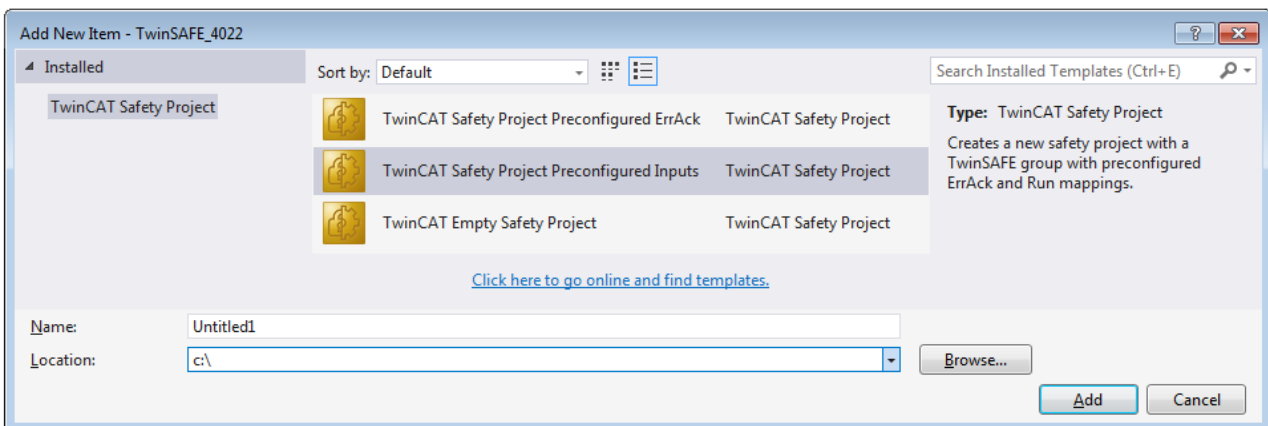 Add New Item - TwinSAFE_4022
Installed
TwinCAT Safety Project
Sort by: Default
Search Installed Templates (Ctrl+E)
TwinCAT Safety Project Preconfigured ErrAck TwinCAT Safety Project
TwinCAT Safety Project Preconfigured Inputs TwinCAT Safety Project
TwinCAT Empty Safety Project TwinCAT Safety Project
Click here to go online and find templates.
Type: TwinCAT Safety Project
Creates a new safety project with a
TwinSAFE group with preconfigured
ErrAck and Run mappings.
Name: Untitled1
Location: c:\
Browse...
Add Cancel